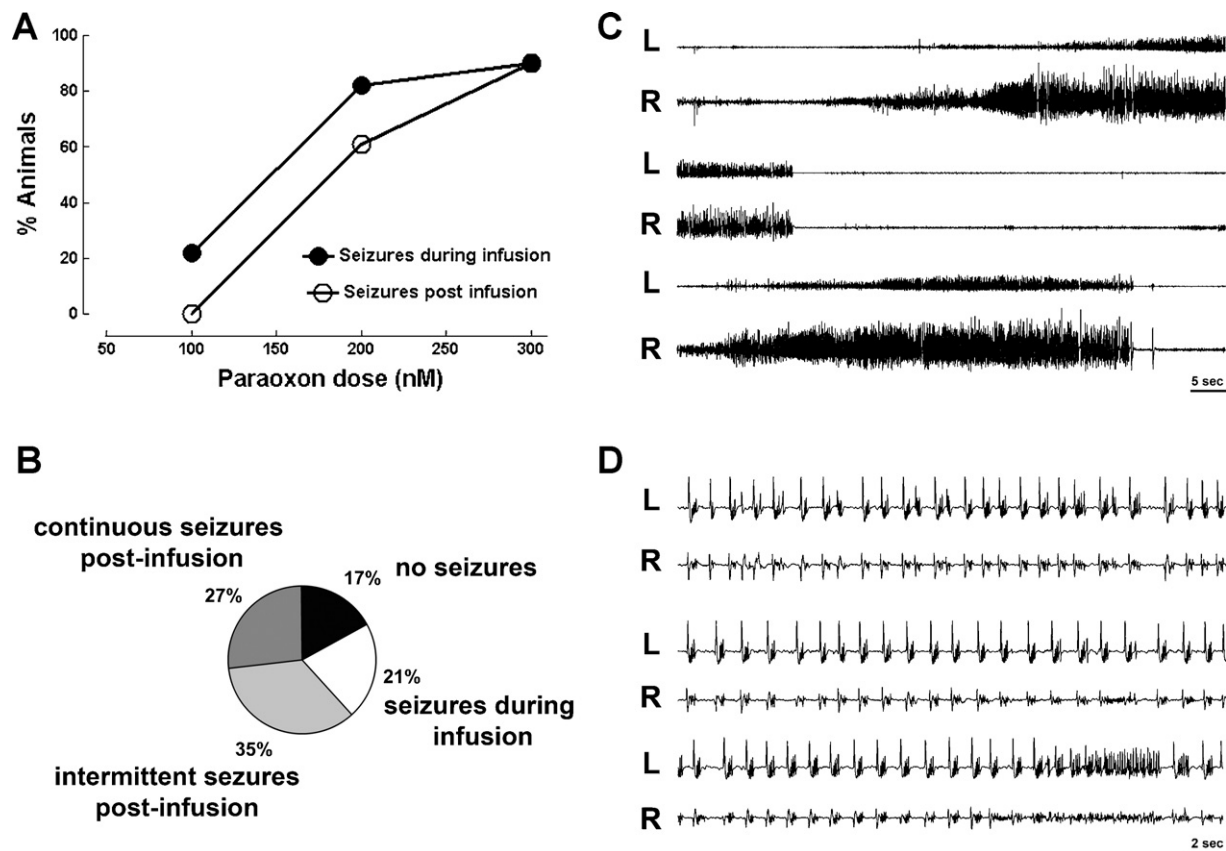 A
% Animals
100
80
60
40
20
0
50
100
150
200
250
300
Paraoxon dose (nM)
Seizures during infusion
Seizures post infusion
B
continuous seizures
post-infusion
27%
17%
no seizures
21%
seizures during
infusion
35%
intermittent sezures
post-infusion
C
L
R
L
R
L
R
5 sec
D
L
R
L
R
L
R
2 sec